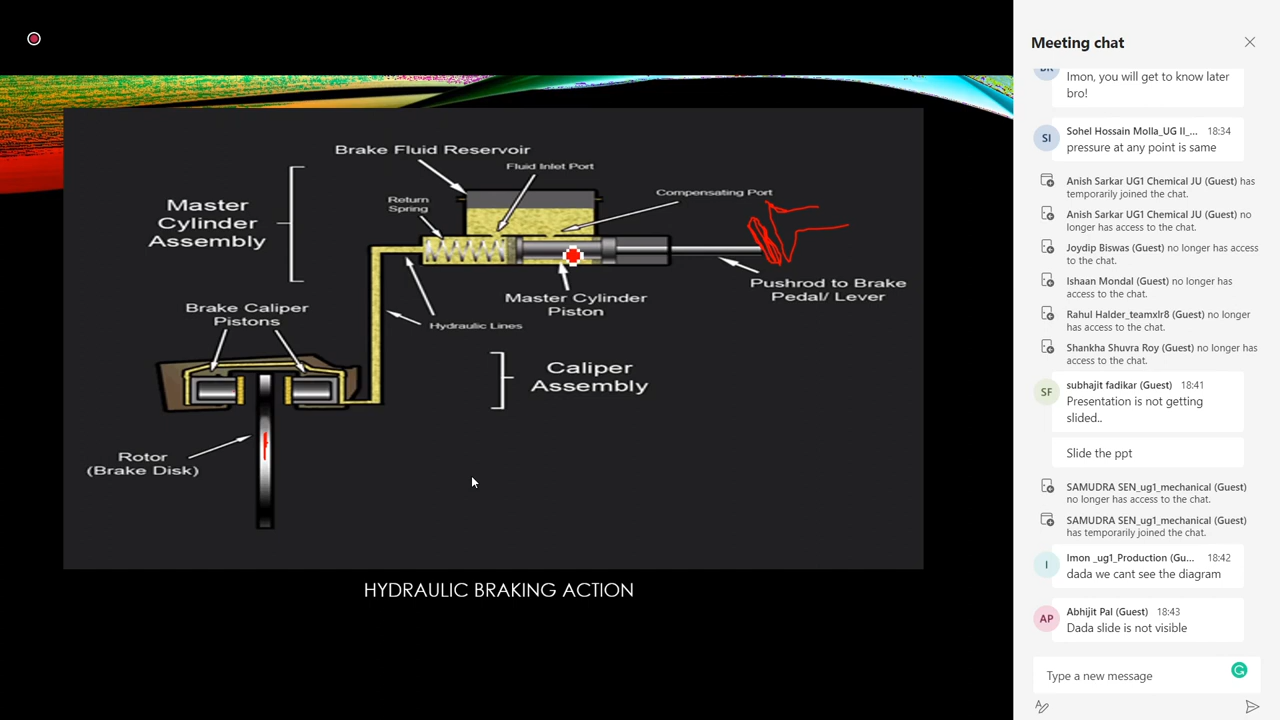 Brake Fluid Reservoir
Fluid Inlet Port
Compensating Port
Return
Spring
Master
Cylinder
Assembly
Pushrod to Brake
Pedal/ Lever
Master Cylinder
Piston
Brake Caliper
Pistons
Hydraulic Lines
Caliper
Assembly
Rotor
(Brake Disk)
HYDRAULIC BRAKING ACTION
Meeting chat
Imon, you will get to know later
bro!
SI
Sohel Hossain Molla_UG II_... 18:34
pressure at any point is same
Anish Sarkar UG1 Chemical JU (Guest) has
temporarily joined the chat.
Anish Sarkar UG1 Chemical JU (Guest) no
longer has access to the chat.
Joydip Biswas (Guest) no longer has access
to the chat.
Ishaan Mondal (Guest) no longer has
access to the chat.
Rahul Halder_teamxlr8 (Guest) no longer
has access to the chat.
Shankha Shuvra Roy (Guest) no longer has
access to the chat.
SF
subhajit fadikar (Guest) 18:41
Presentation is not getting
slided..
Slide the ppt
SAMUDRA SEN_ug1_mechanical (Guest)
no longer has access to the chat.
SAMUDRA SEN_ug1_mechanical (Guest)
has temporarily joined the chat.
I
Imon _ug1_Production (Gu... 18:42
dada we cant see the diagram
AP
Abhijit Pal (Guest) 18:43
Dada slide is not visible
Type a new message